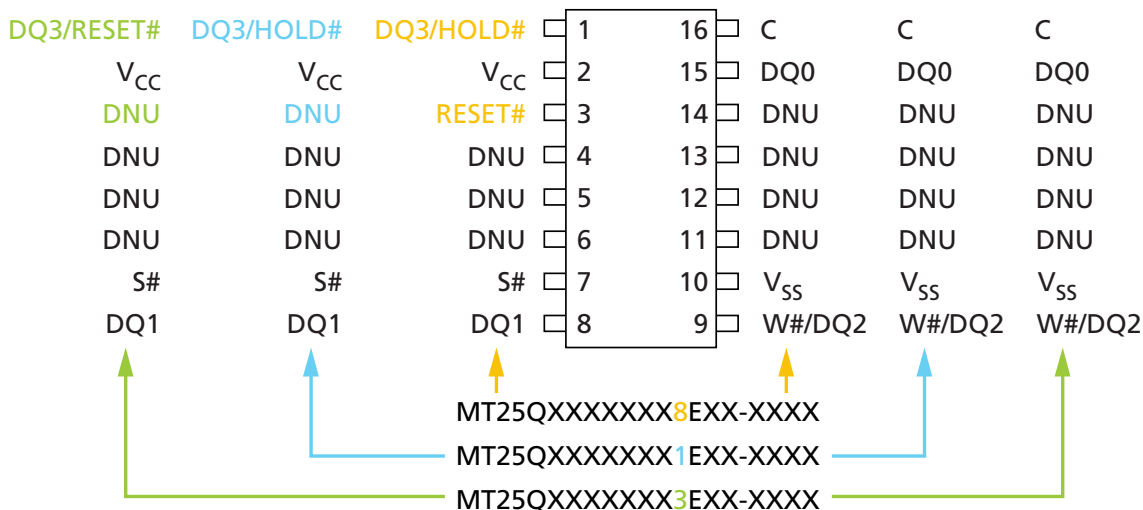 DQ3/RESET# DQ3/HOLD# DQ3/HOLD# 1 16 C C C
VCC VCC VCC 2 15 DQ0 DQ0 DQ0
DNU DNU RESET# 3 14 DNU DNU DNU
DNU DNU DNU 4 13 DNU DNU DNU
DNU DNU DNU 5 12 DNU DNU DNU
DNU DNU DNU 6 11 DNU DNU DNU
S# S# S# 7 10 VSS VSS VSS
DQ1 DQ1 DQ1 8 9 W#/DQ2 W#/DQ2 W#/DQ2
MT25QXXXXXXX8EXX-XXXX
MT25QXXXXXXX1EXX-XXXX
MT25QXXXXXXX3EXX-XXXX